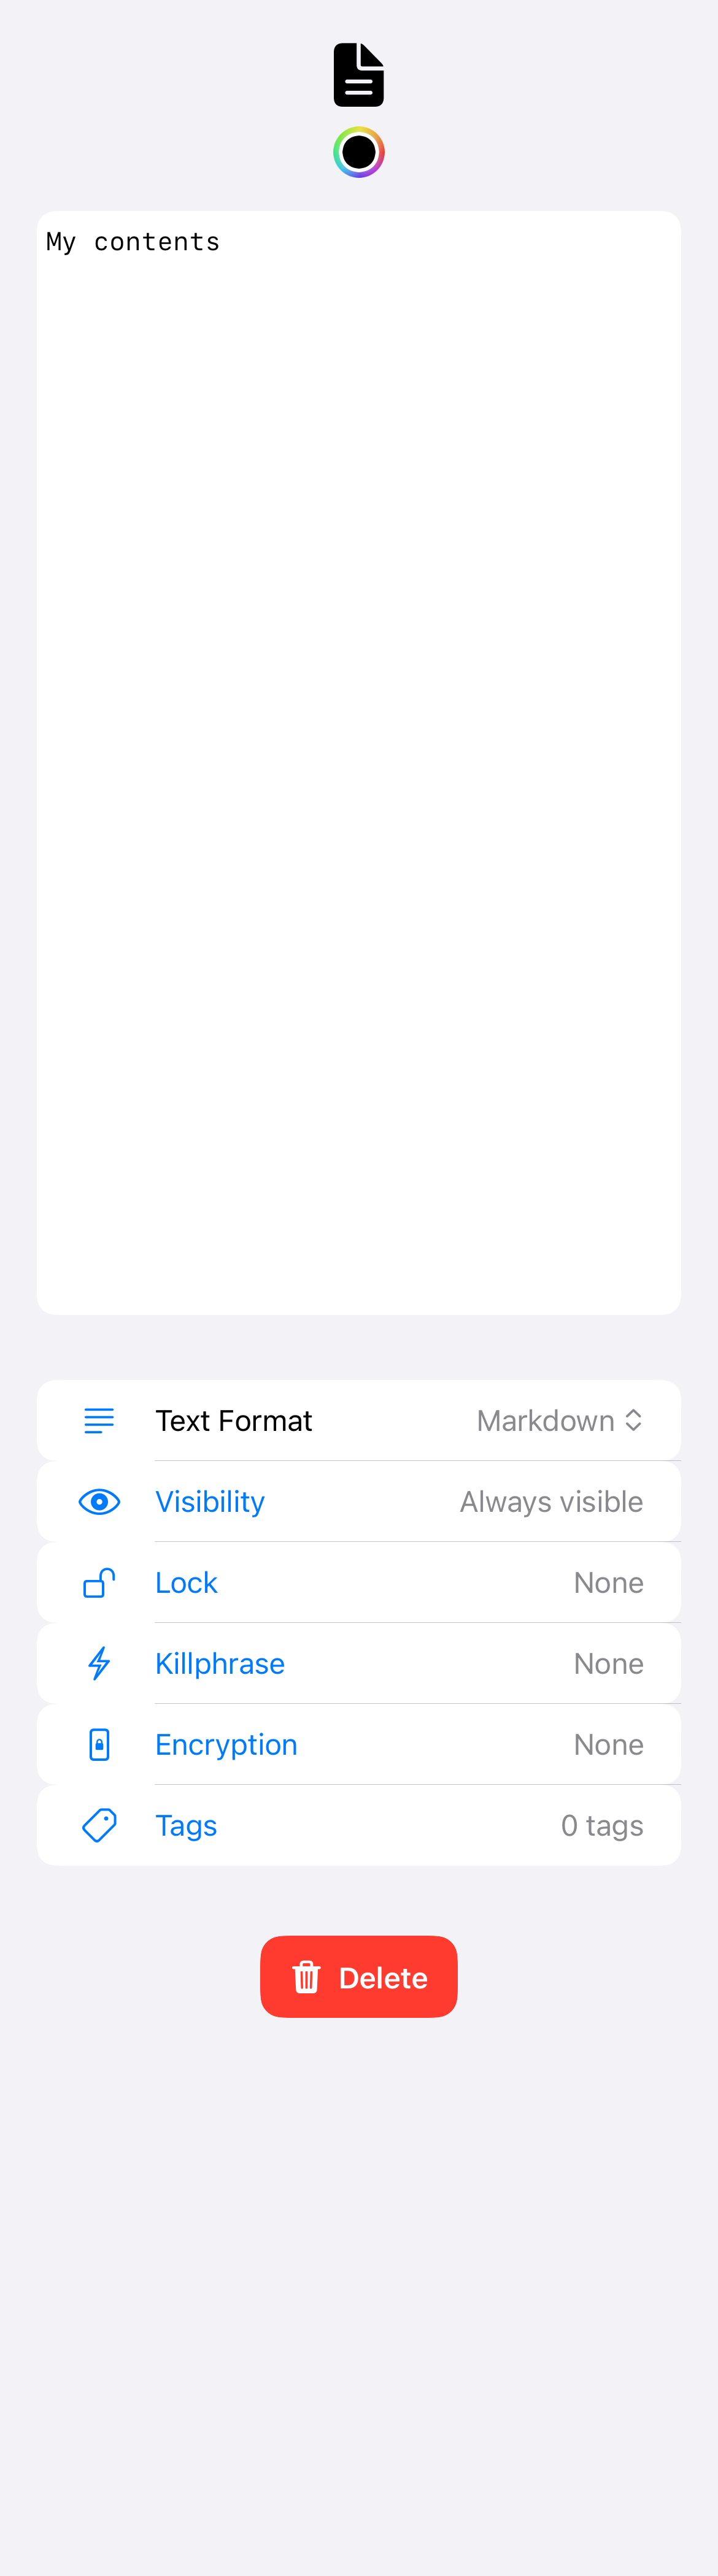 My contents
Text Format Markdown
Visibility Always visible
Lock None
Killphrase None
Encryption None
Tags 0 tags
Delete